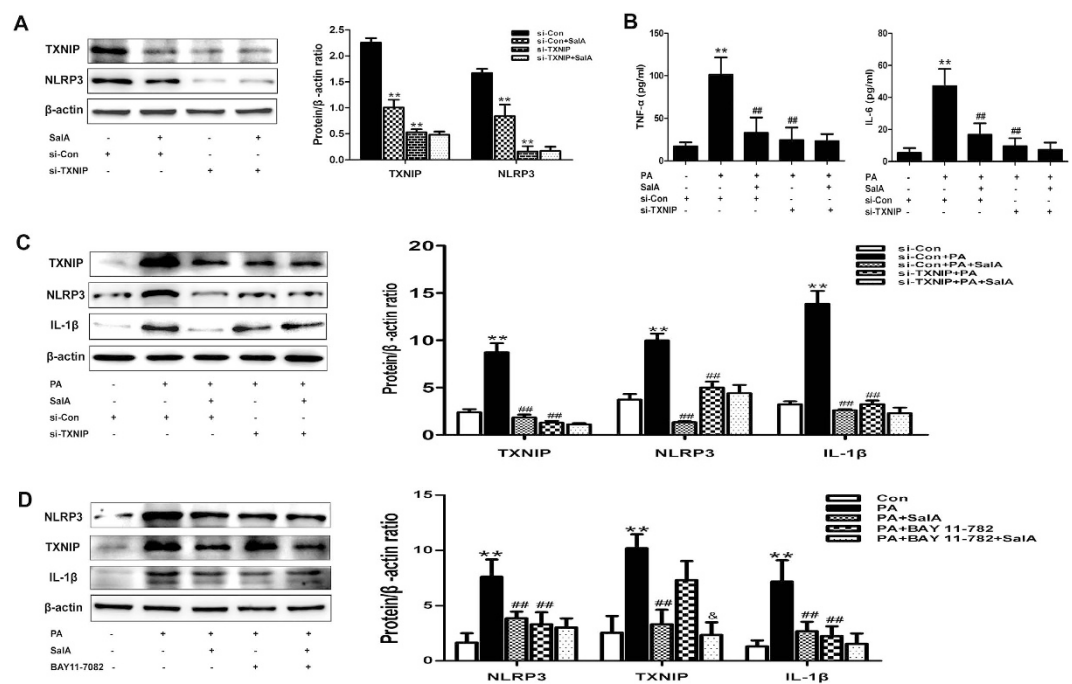 A
TXNIP
NLRP3
β-actin
SalA - + - +
si-Con + + - -
si-TXNIP - - + +
Protein/β -actin ratio
2.5
2.0
1.5
1.0
0.5
0.0
** ** ** **
TXNIP NLRP3
si-Con
si-Con+SalA
si-TXNIP
si-TXNIP+SalA
B
TNF-α (pg/ml)
150
100
50
0
** ## ##
PA - + + + +
SalA - - + - +
si-Con + + + - -
si-TXNIP - - - + +
IL-6 (pg/ml)
80
60
40
20
0
** ## ##
PA - + + + +
SalA - - + - +
si-Con + + + - -
si-TXNIP - - - + +
C
TXNIP
NLRP3
IL-1β
β-actin
PA - + + + +
SalA - - + - +
si-Con + + + - -
si-TXNIP - - - + +
Protein/β -actin ratio
20
15
10
5
0
** ## ## ** ## ## ** ## ##
TXNIP NLRP3 IL-1β
si-Con
si-Con+PA
si-Con+PA+SalA
si-TXNIP+PA
si-TXNIP+PA+SalA
D
NLRP3
TXNIP
IL-1β
β-actin
PA - + + + +
SalA - - + - +
BAY11-7082 - - - + +
Protein/β -actin ratio
15
10
5
0
** ## ## ** ## & ** ## ##
NLRP3 TXNIP IL-1β
Con
PA
PA+SalA
PA+BAY 11-782
PA+BAY 11-782+SalA